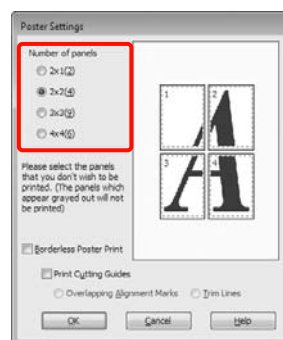 Poster Settings
Number of panels
2x1(2)
2x2(4)
3x3(9)
4x4(6)
1 2
3 4
Please select the panels
that you don't wish to be
printed. (The panels which
appear grayed out will not
be printed)
Borderless Poster Print
Print Cutting Guides
Overlapping Alignment Marks Trim Lines
OK Cancel Help